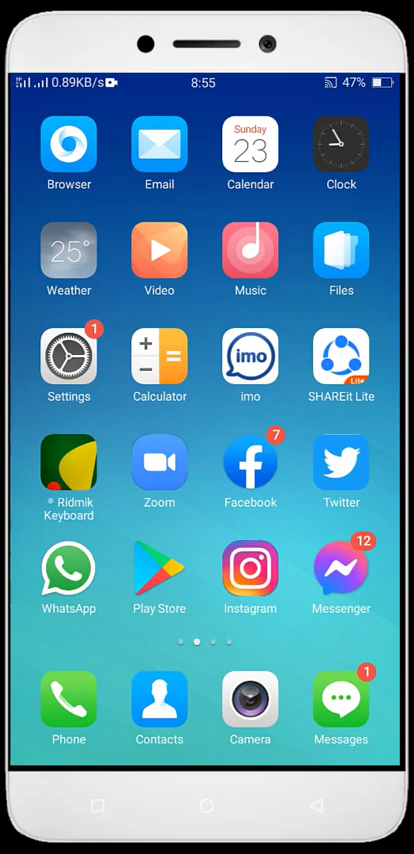 0.89KB/s 8:55 47%
Sunday
23
Browser Email Calendar Clock
25°
Weather Video Music Files
1
imo
Lite
Settings Calculator imo SHAREit Lite
7
Ridmik Zoom Facebook Twitter
Keyboard
12
WhatsApp Play Store Instagram Messenger
1
Phone Contacts Camera Messages